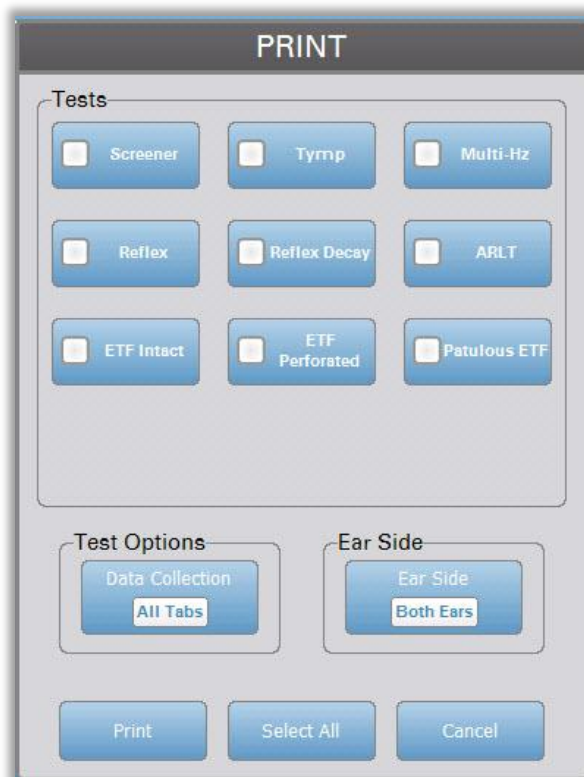 PRINT
Tests
Screener
Tymp
Multi-Hz
Reflex
Reflex Decay
ARLT
ETF Intact
ETF
Perforated
Patulous ETF
Test Options
Ear Side
Data Collection
All Tabs
Ear Side
Both Ears
Print
Select All
Cancel